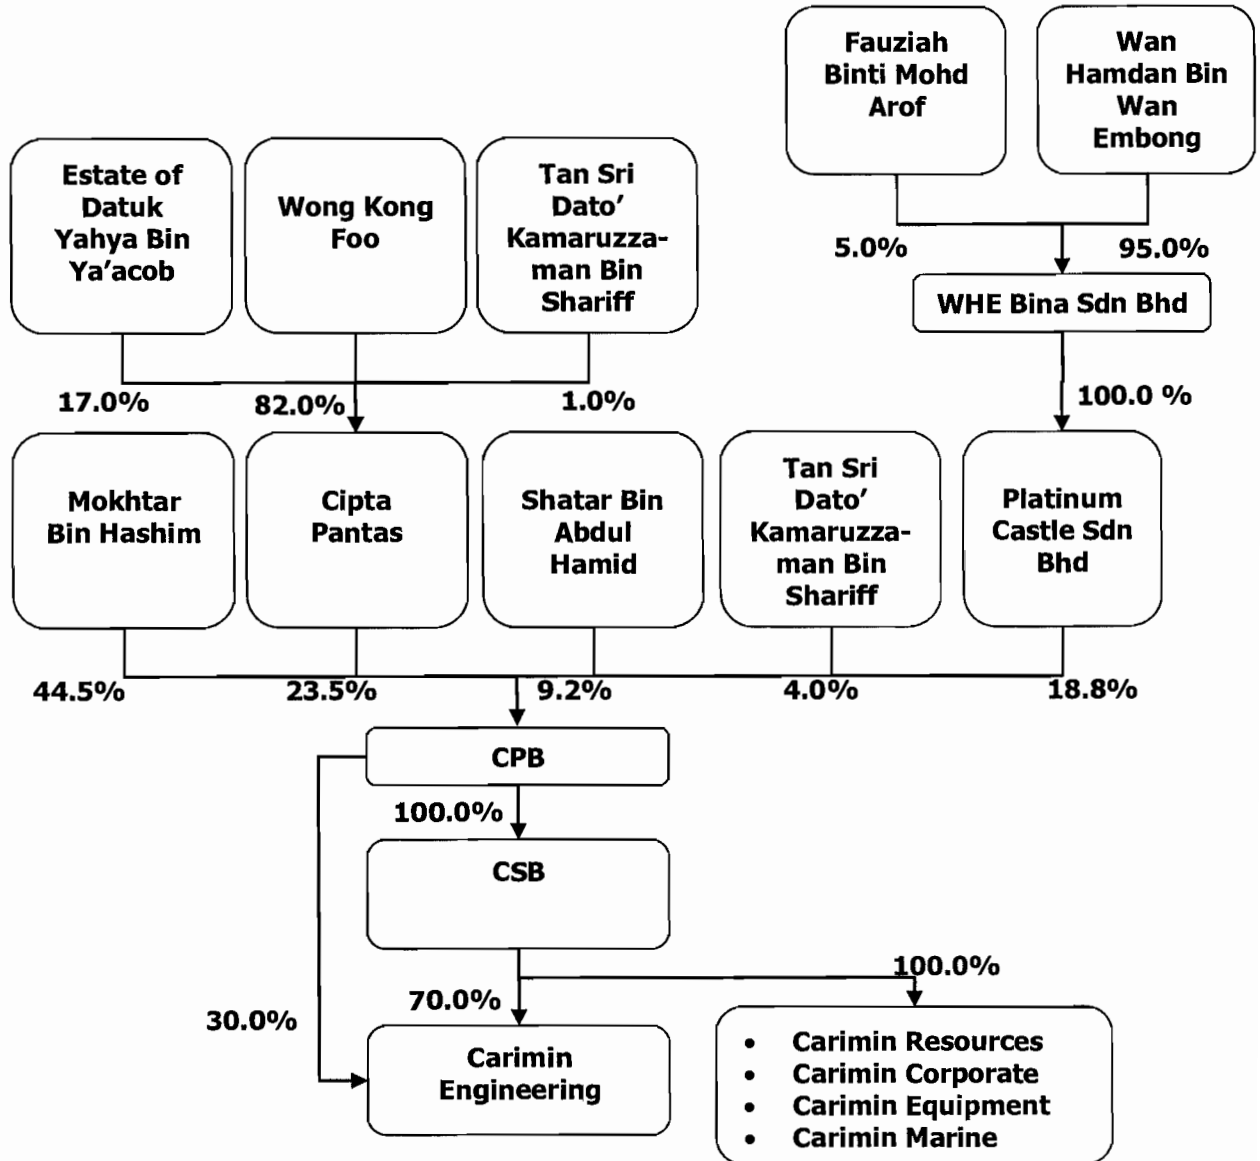 Fauziah
Binti Mohd
Arof
Wan
Hamdan Bin
Wan
Embong
Estate of
Datuk
Yahya Bin
Ya’acob
Wong Kong
Foo
Tan Sri
Dato’
Kamaruzza-
man Bin
Shariff
5.0%
95.0%
WHE Bina Sdn Bhd
17.0%
82.0%
1.0%
100.0 %
Mokhtar
Bin Hashim
Cipta
Pantas
Shatar Bin
Abdul
Hamid
Tan Sri
Dato’
Kamaruzza-
man Bin
Shariff
Platinum
Castle Sdn
Bhd
44.5%
23.5%
9.2%
4.0%
18.8%
CPB
100.0%
CSB
100.0%
70.0%
30.0%
Carimin
Engineering
• Carimin Resources
• Carimin Corporate
• Carimin Equipment
• Carimin Marine